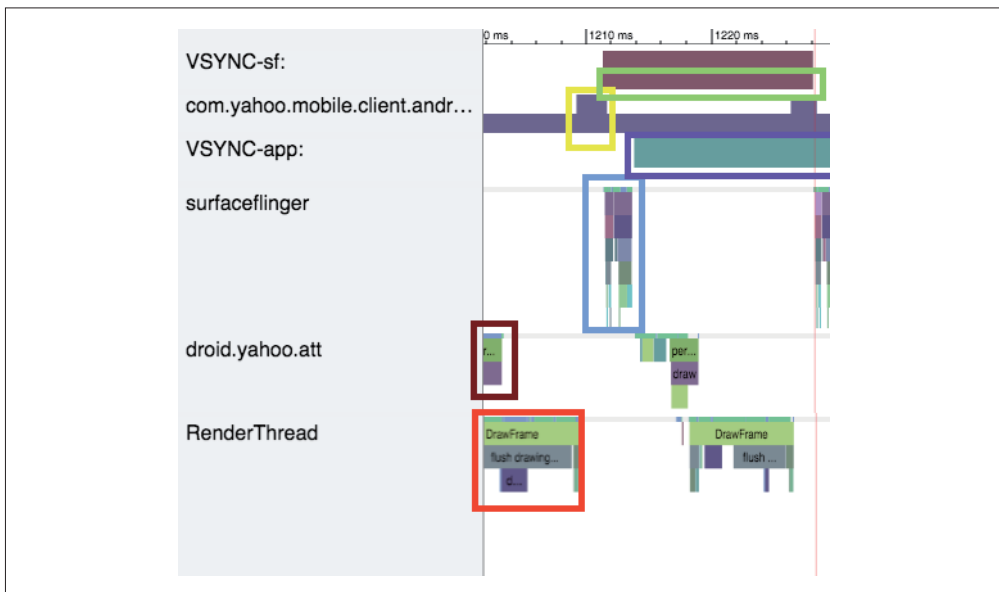 0 ms 1210 ms 1220 ms
VSYNC-sf:
com.yahoo.mobile.client.andr...
VSYNC-app:
surfaceflinger
droid.yahoo.att
r... per...
draw
RenderThread
DrawFrame DrawFrame
flush drawing... flush ...
d...